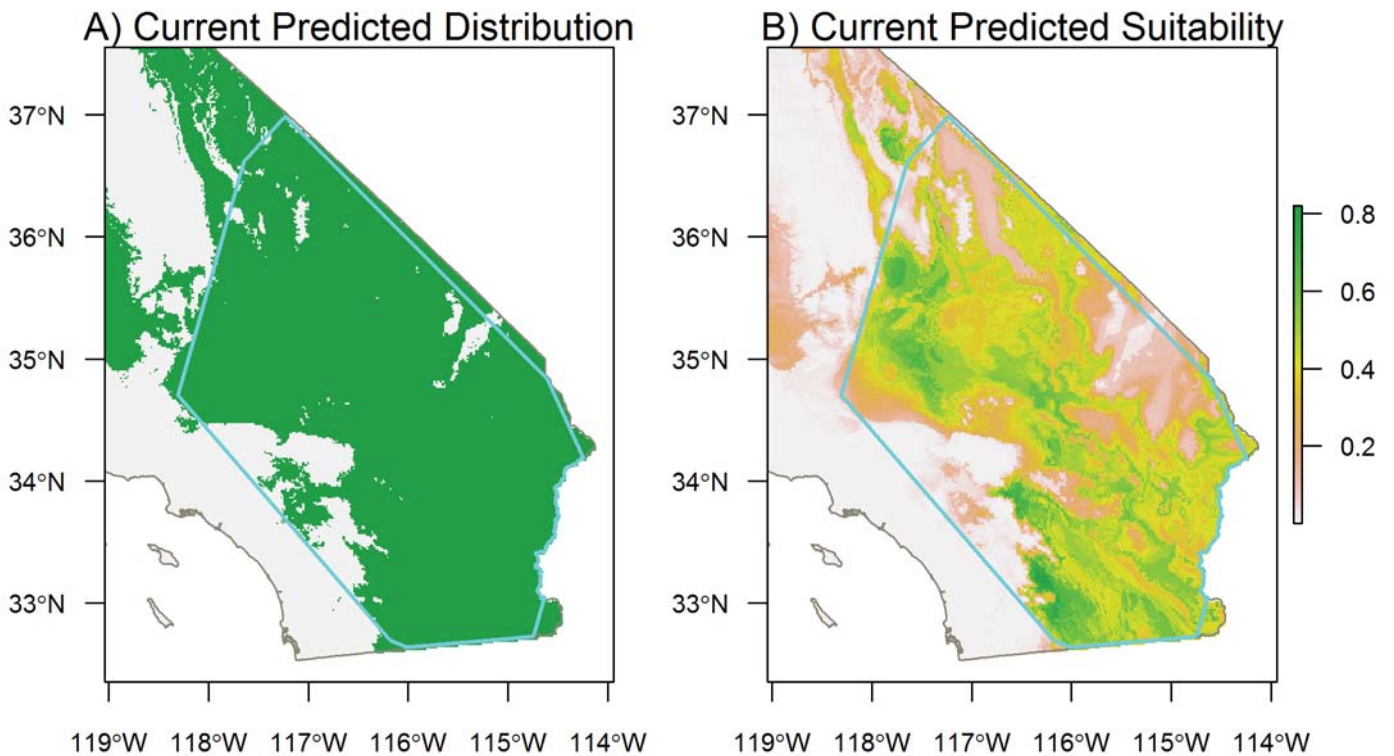 A) Current Predicted Distribution
B) Current Predicted Suitability
37°N
36°N
35°N
34°N
33°N
119°W
118°W
117°W
116°W
115°W
114°W
37°N
36°N
35°N
34°N
33°N
119°W
118°W
117°W
116°W
115°W
114°W
0.8
0.6
0.4
0.2